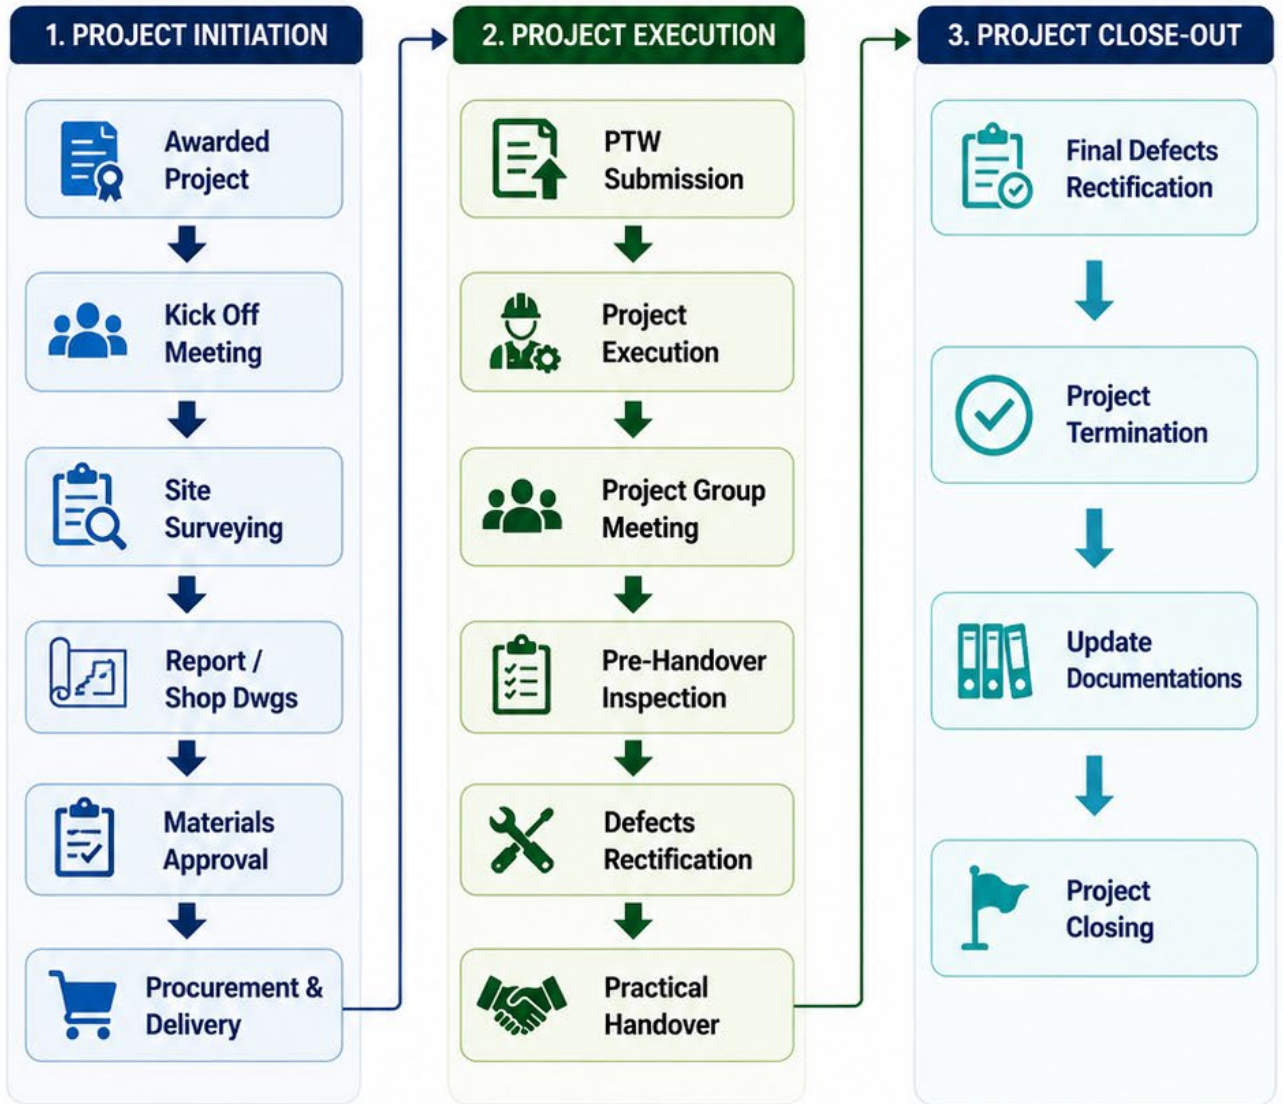 1. PROJECT INITIATION
Awarded
Project
Kick Off
Meeting
Site
Surveying
Report /
Shop Dwgs
Materials
Approval
Procurement &
Delivery
2. PROJECT EXECUTION
PTW
Submission
Project
Execution
Project Group
Meeting
Pre-Handover
Inspection
Defects
Rectification
Practical
Handover
3. PROJECT CLOSE-OUT
Final Defects
Rectification
Project
Termination
Update
Documentations
Project
Closing